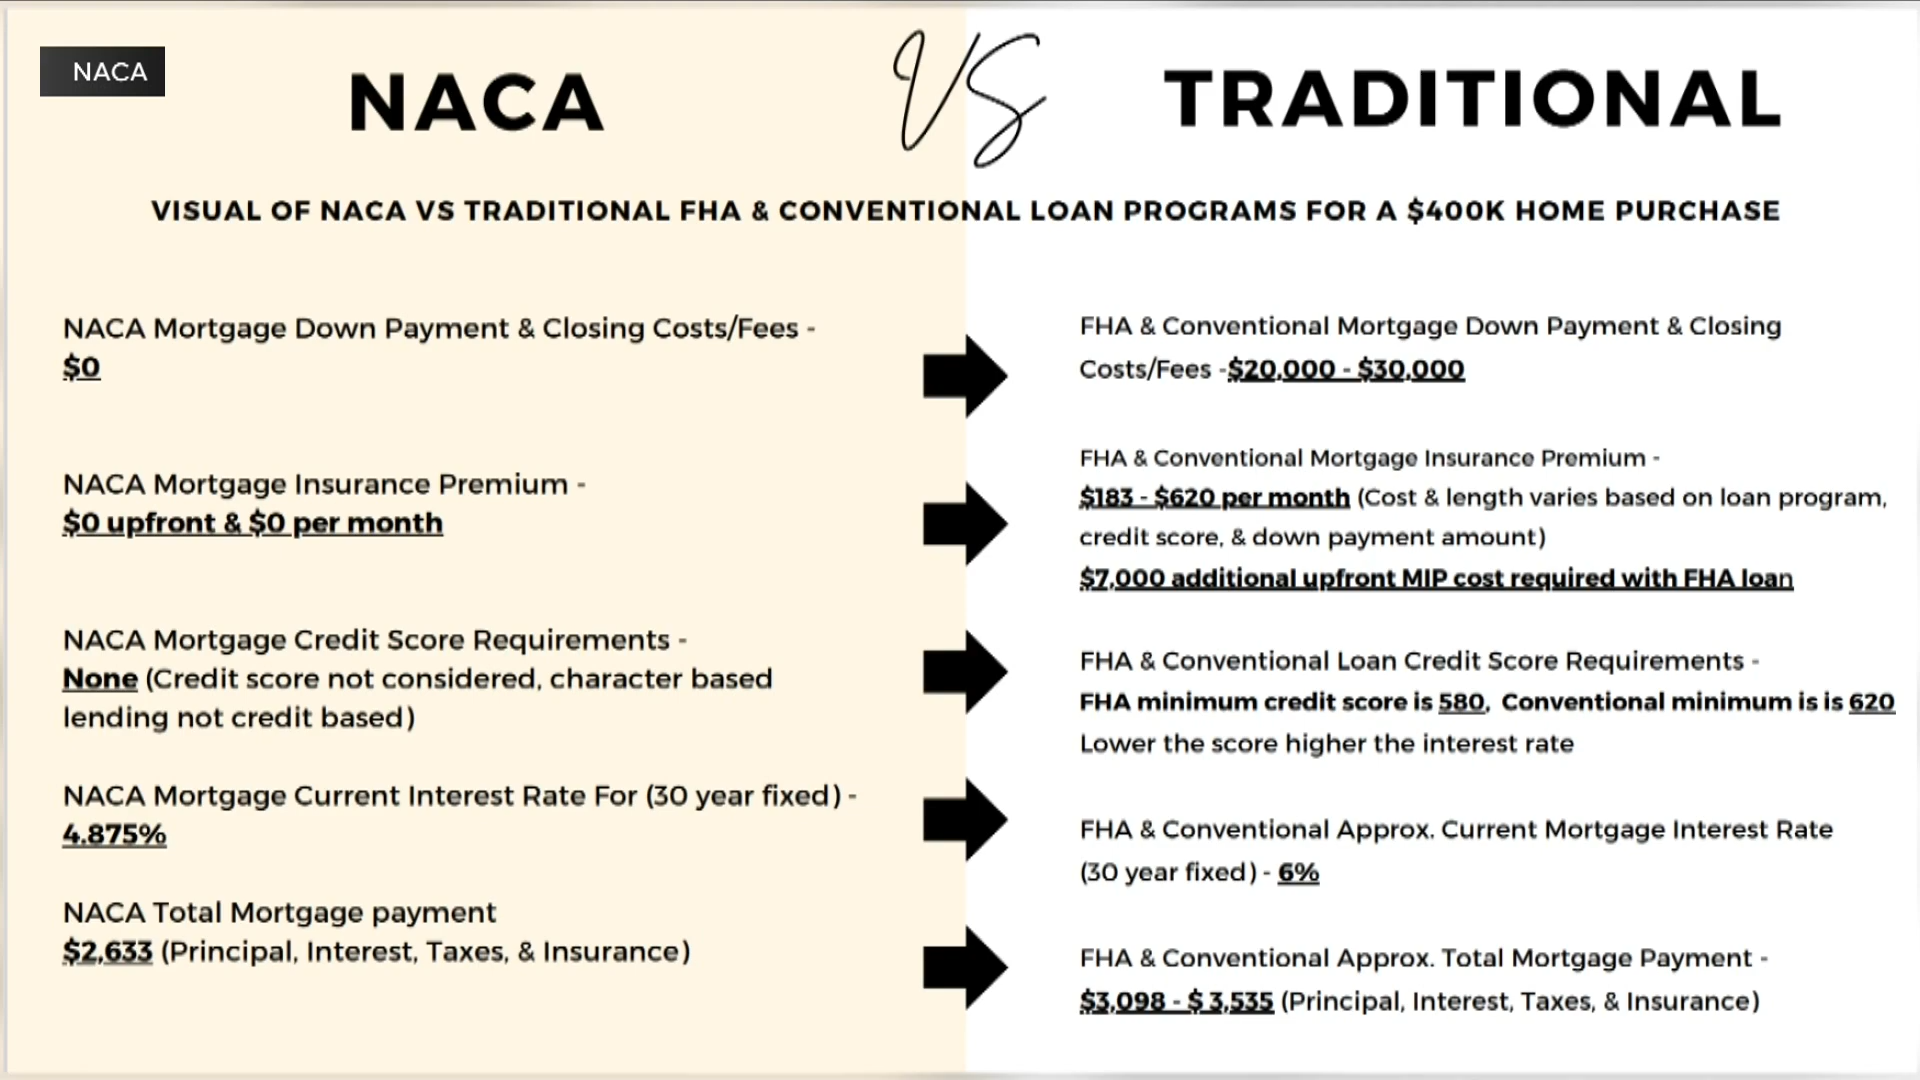 NACA
NACA VS TRADITIONAL
VISUAL OF NACA VS TRADITIONAL FHA & CONVENTIONAL LOAN PROGRAMS FOR A $400K HOME PURCHASE
NACA Mortgage Down Payment & Closing Costs/Fees -
$0
NACA Mortgage Insurance Premium -
$0 upfront & $0 per month
NACA Mortgage Credit Score Requirements -
None (Credit score not considered, character based
lending not credit based)
NACA Mortgage Current Interest Rate For (30 year fixed) -
4.875%
NACA Total Mortgage payment
$2,633 (Principal, Interest, Taxes, & Insurance)
FHA & Conventional Mortgage Down Payment & Closing
Costs/Fees -$20,000 - $30,000
FHA & Conventional Mortgage Insurance Premium -
$183 - $620 per month (Cost & length varies based on loan program,
credit score, & down payment amount)
$7,000 additional upfront MIP cost required with FHA loan
FHA & Conventional Loan Credit Score Requirements -
FHA minimum credit score is 580, Conventional minimum is is 620
Lower the score higher the interest rate
FHA & Conventional Approx. Current Mortgage Interest Rate
(30 year fixed) - 6%
FHA & Conventional Approx. Total Mortgage Payment -
$3,098 - $ 3,535 (Principal, Interest, Taxes, & Insurance)